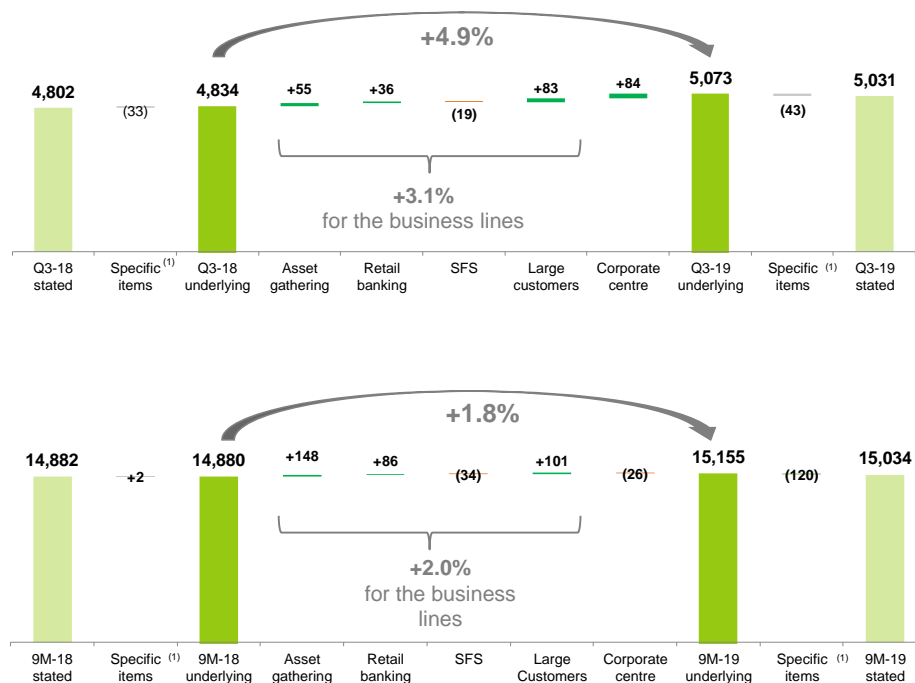 +4.9%
4,802
(33)
4,834
+55
+36
(19)
+83
+84
5,073
(43)
5,031
+3.1%
for the business lines
Q3-18 stated
Specific (1) items
Q3-18 underlying
Asset gathering
Retail banking
SFS
Large customers
Corporate centre
Q3-19 underlying
Specific (1) items
Q3-19 stated
+1.8%
14,882
+2
14,880
+148
+86
(34)
+101
(26)
15,155
(120)
15,034
+2.0%
for the business
lines
9M-18 stated
Specific (1) items
9M-18 underlying
Asset gathering
Retail banking
SFS
Large Customers
Corporate centre
9M-19 underlying
Specific (1) items
9M-19 stated